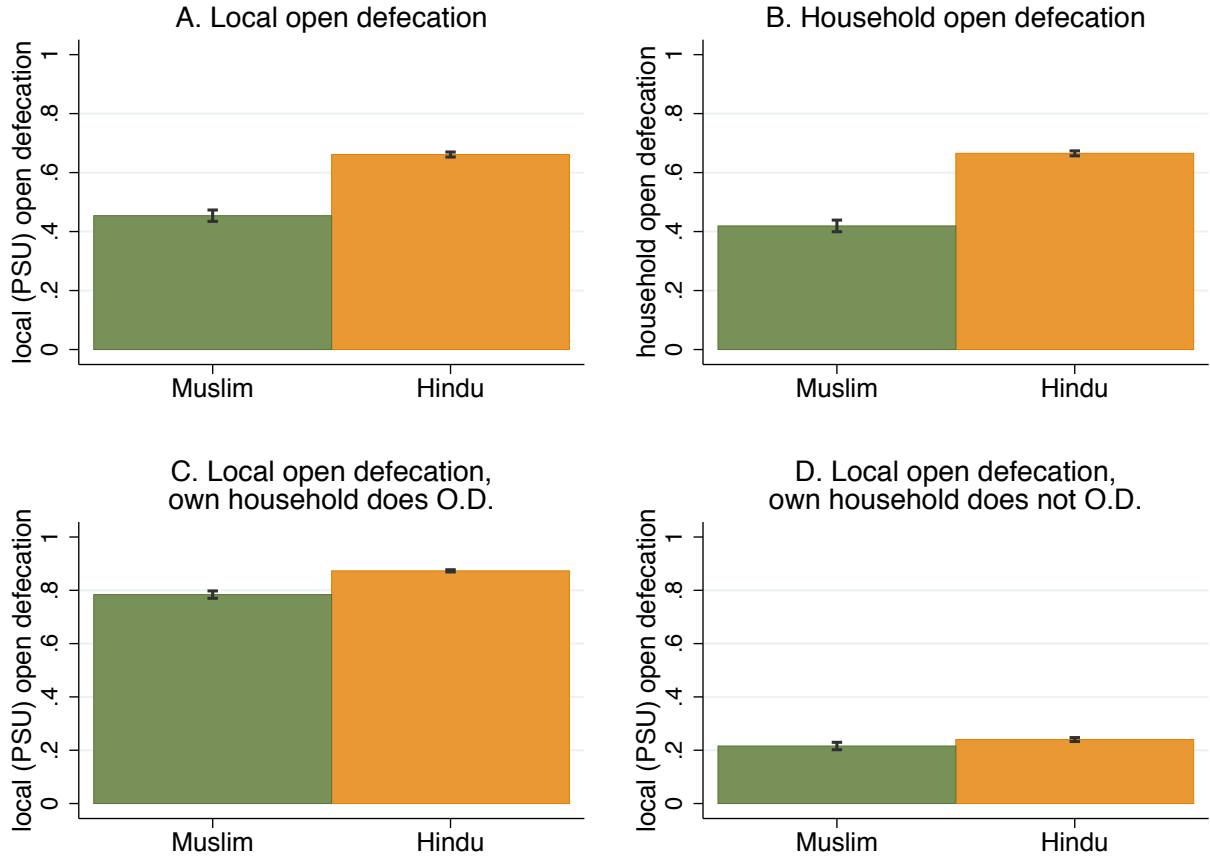 A. Local open defecation
local (PSU) open defecation
0
.2
.4
.6
.8
1
Muslim
Hindu
B. Household open defecation
household open defecation
0
.2
.4
.6
.8
1
Muslim
Hindu
C. Local open defecation,
own household does O.D.
local (PSU) open defecation
0
.2
.4
.6
.8
1
Muslim
Hindu
D. Local open defecation,
own household does not O.D.
local (PSU) open defecation
0
.2
.4
.6
.8
1
Muslim
Hindu